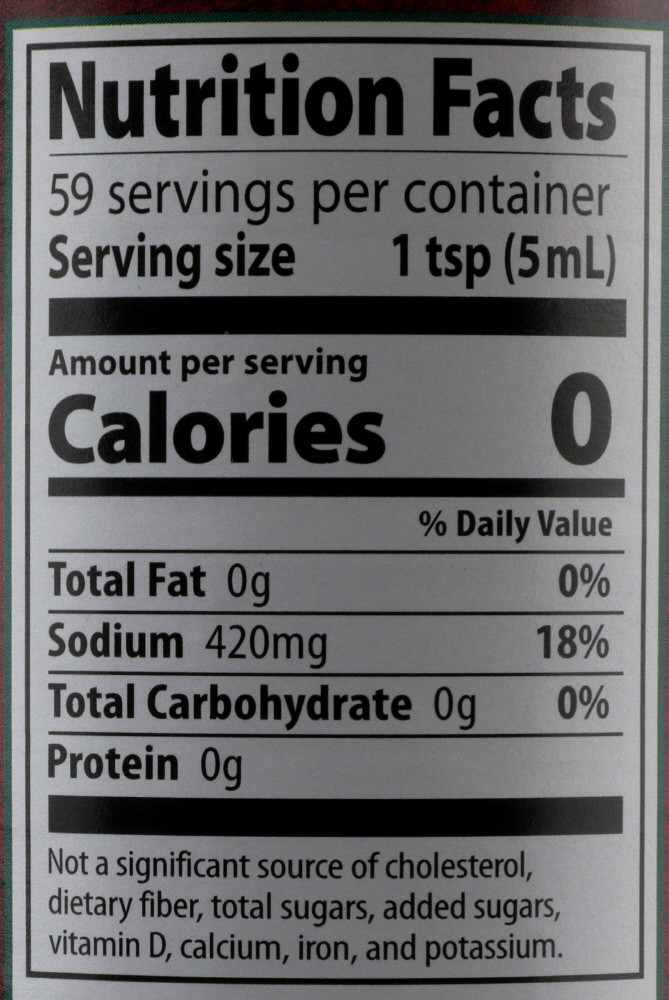 Nutrition Facts
59 servings per container
Serving size 1 tsp (5mL)
Amount per serving
Calories 0
% Daily Value
Total Fat 0g 0%
Sodium 420mg 18%
Total Carbohydrate 0g 0%
Protein 0g
Not a significant source of cholesterol,
dietary fiber, total sugars, added sugars,
vitamin D, calcium, iron, and potassium.